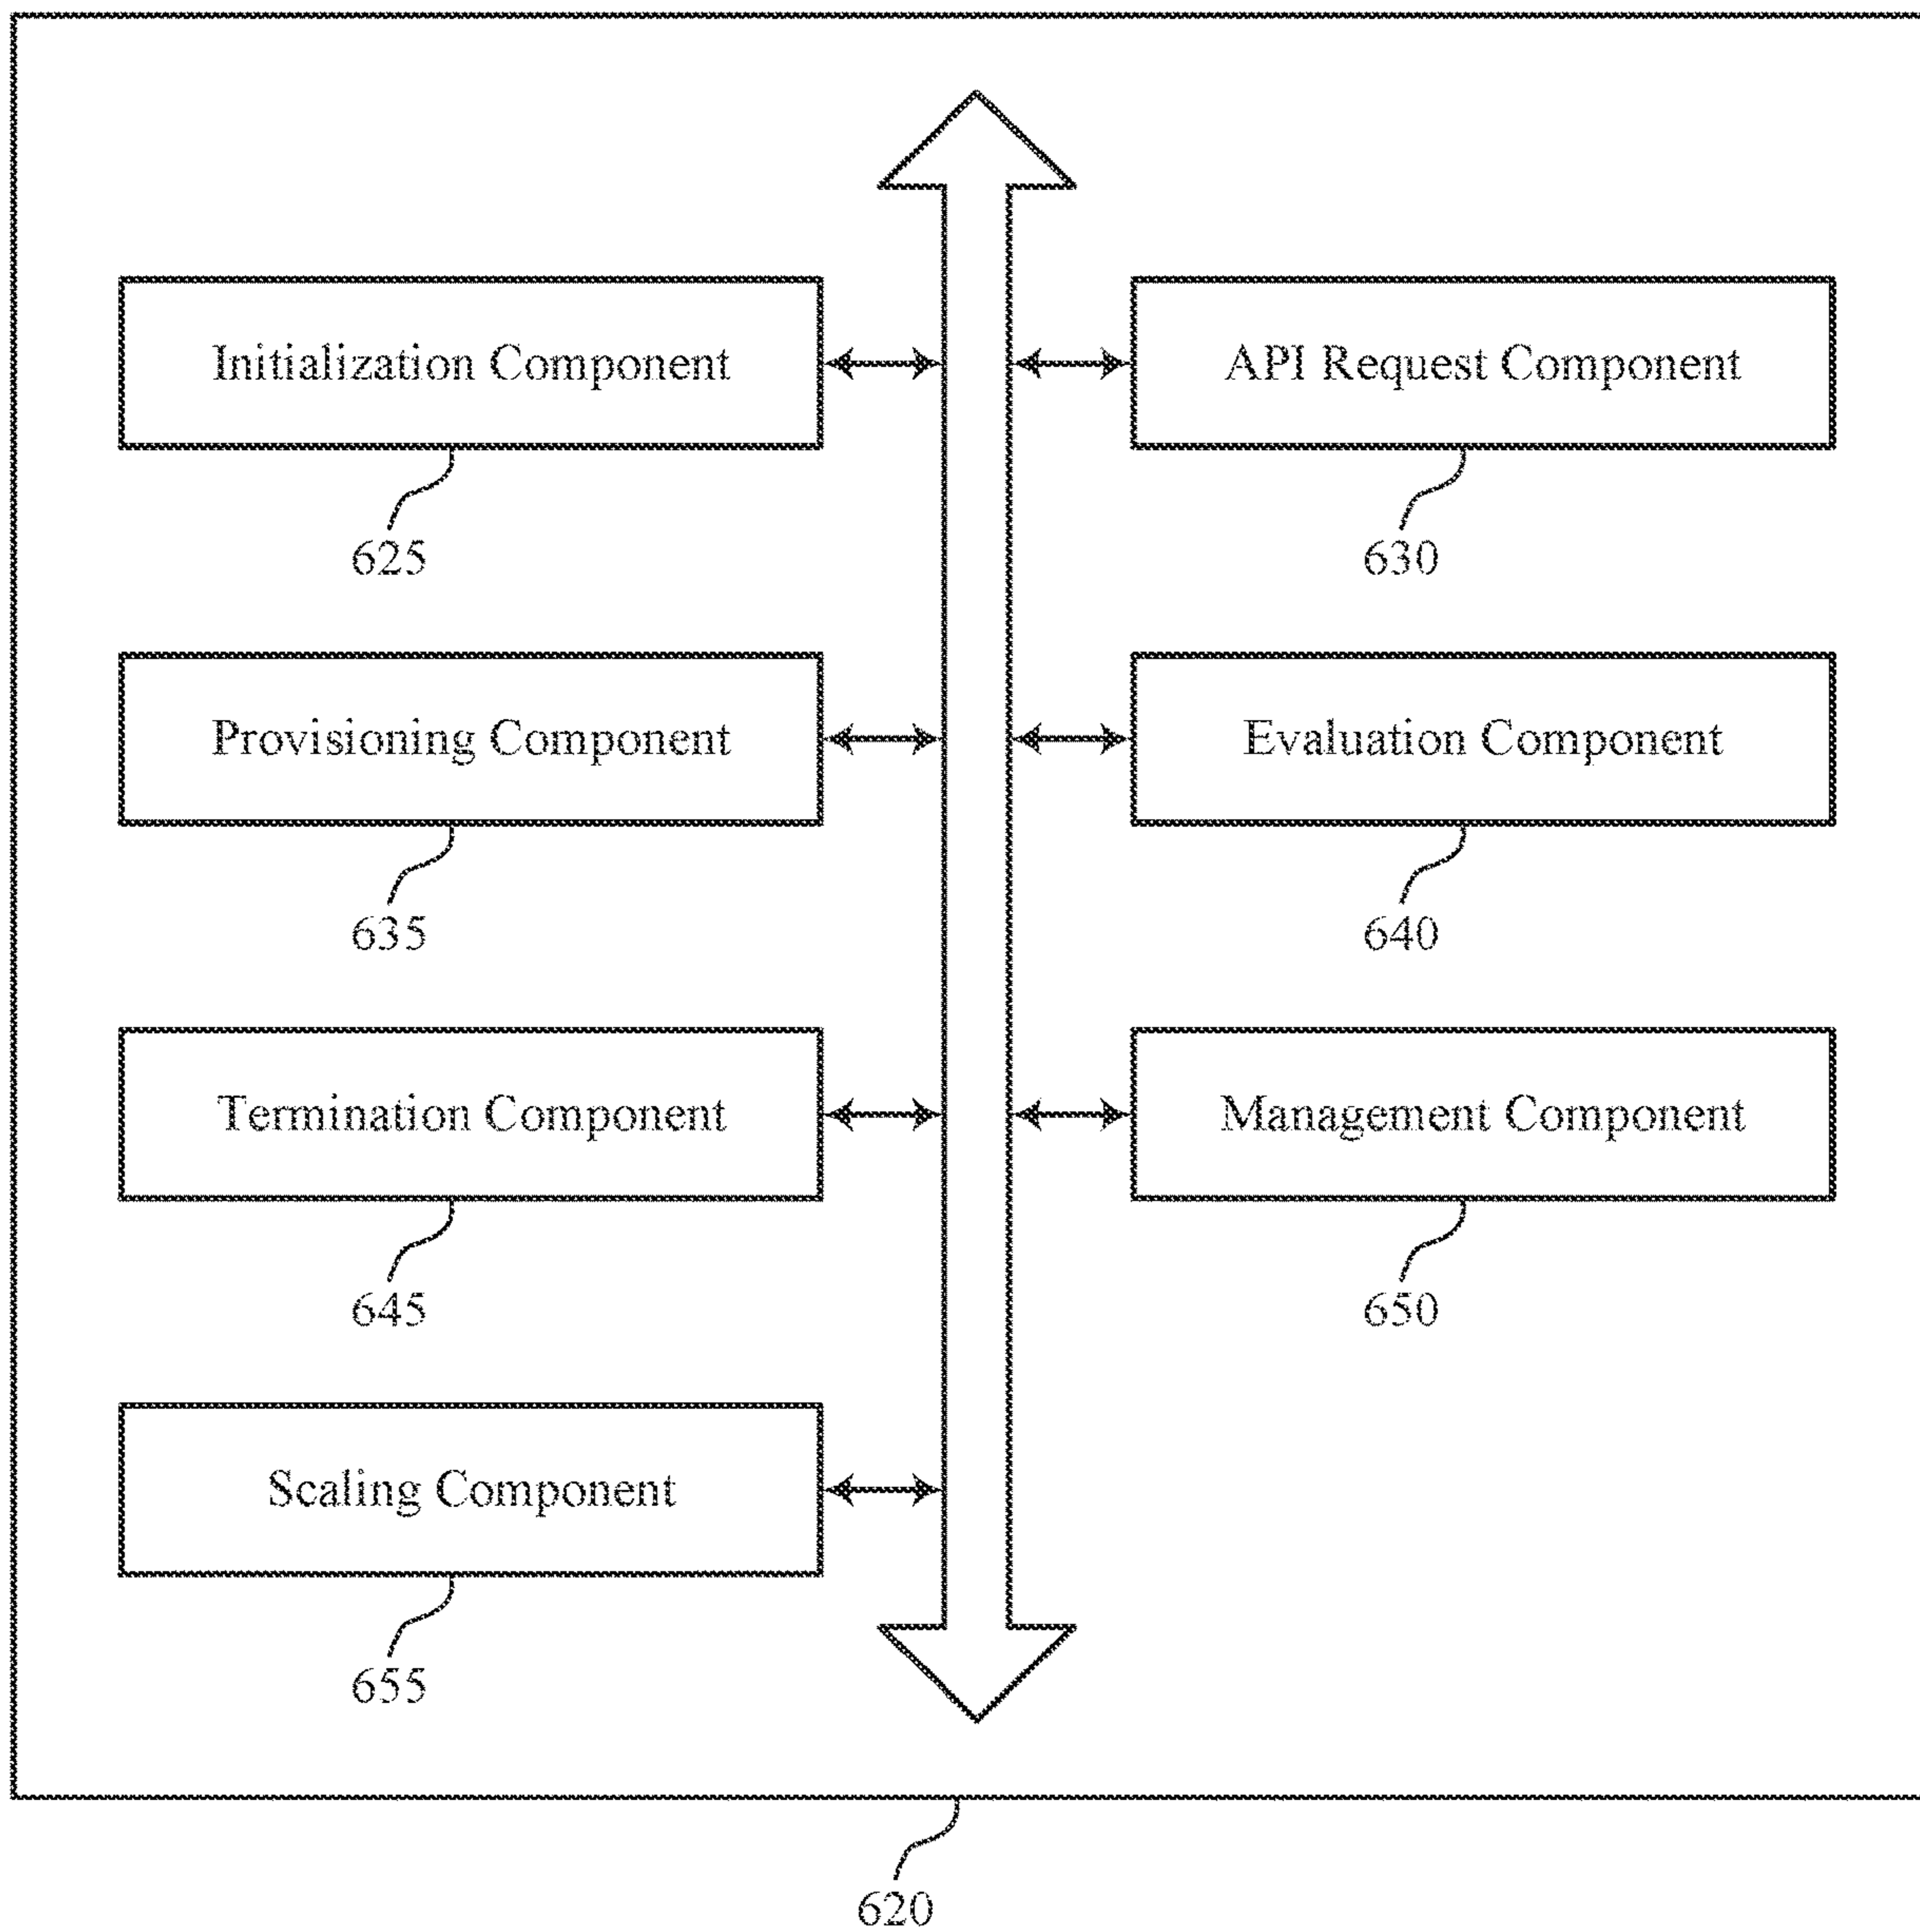 Initialization Component
API Request Component
625
630
Provisioning Component
Evaluation Component
635
640
Termination Component
Management Component
645
650
Scaling Component
655
620